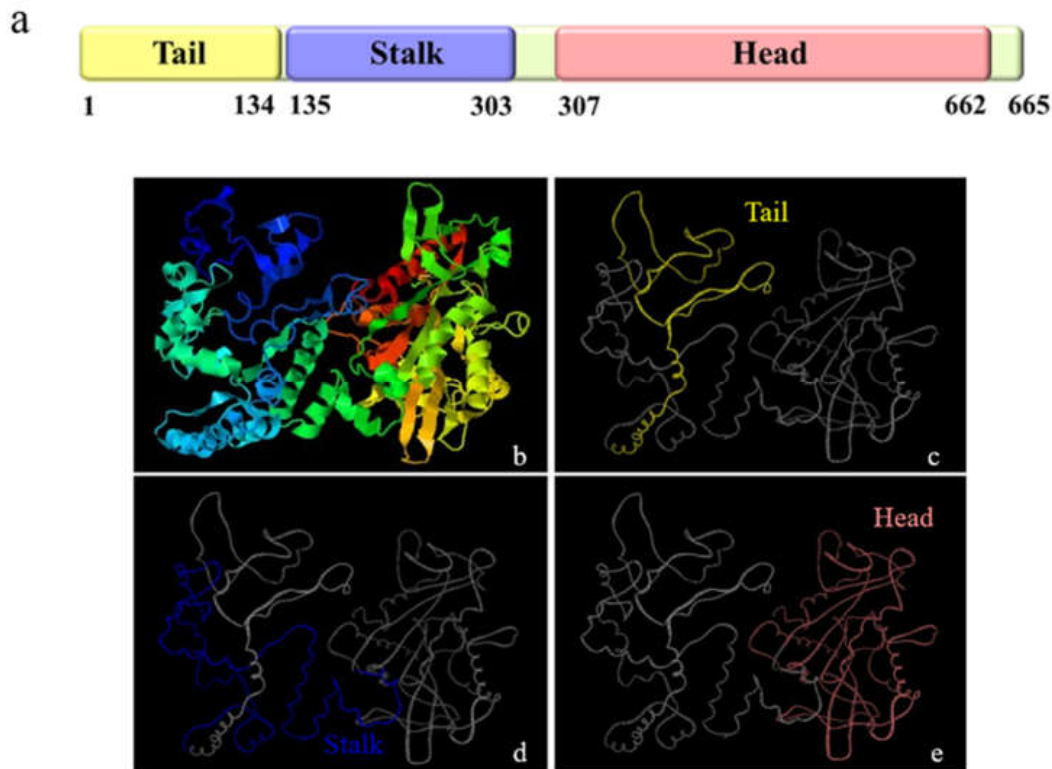 a
Tail Stalk Head
1 134 135 303 307 662 665
b
Tail
c
Stalk
d
Head
e